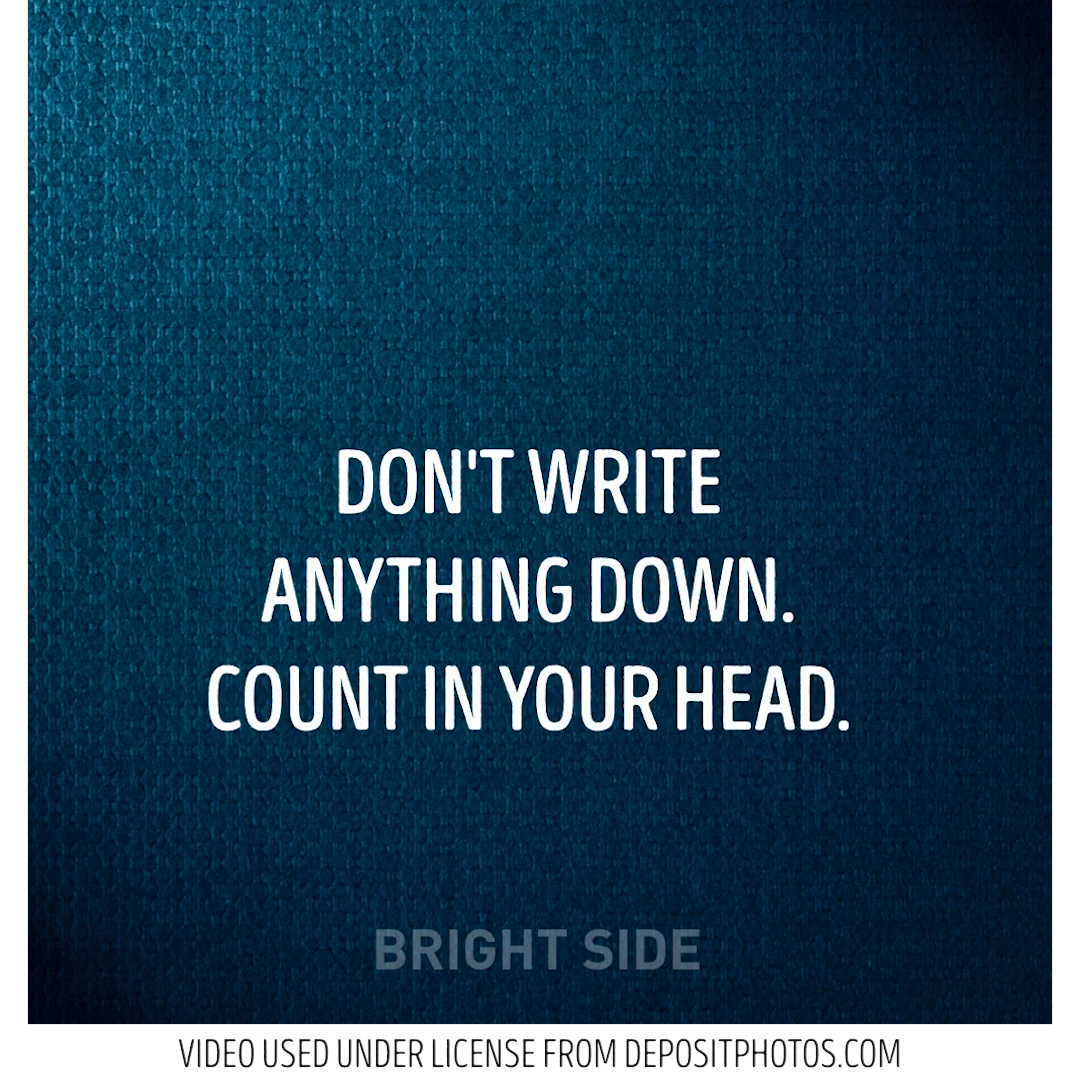 DON'T WRITE
ANYTHING DOWN.
COUNT IN YOUR HEAD.
BRIGHT SIDE
VIDEO USED UNDER LICENSE FROM DEPOSITPHOTOS.COM